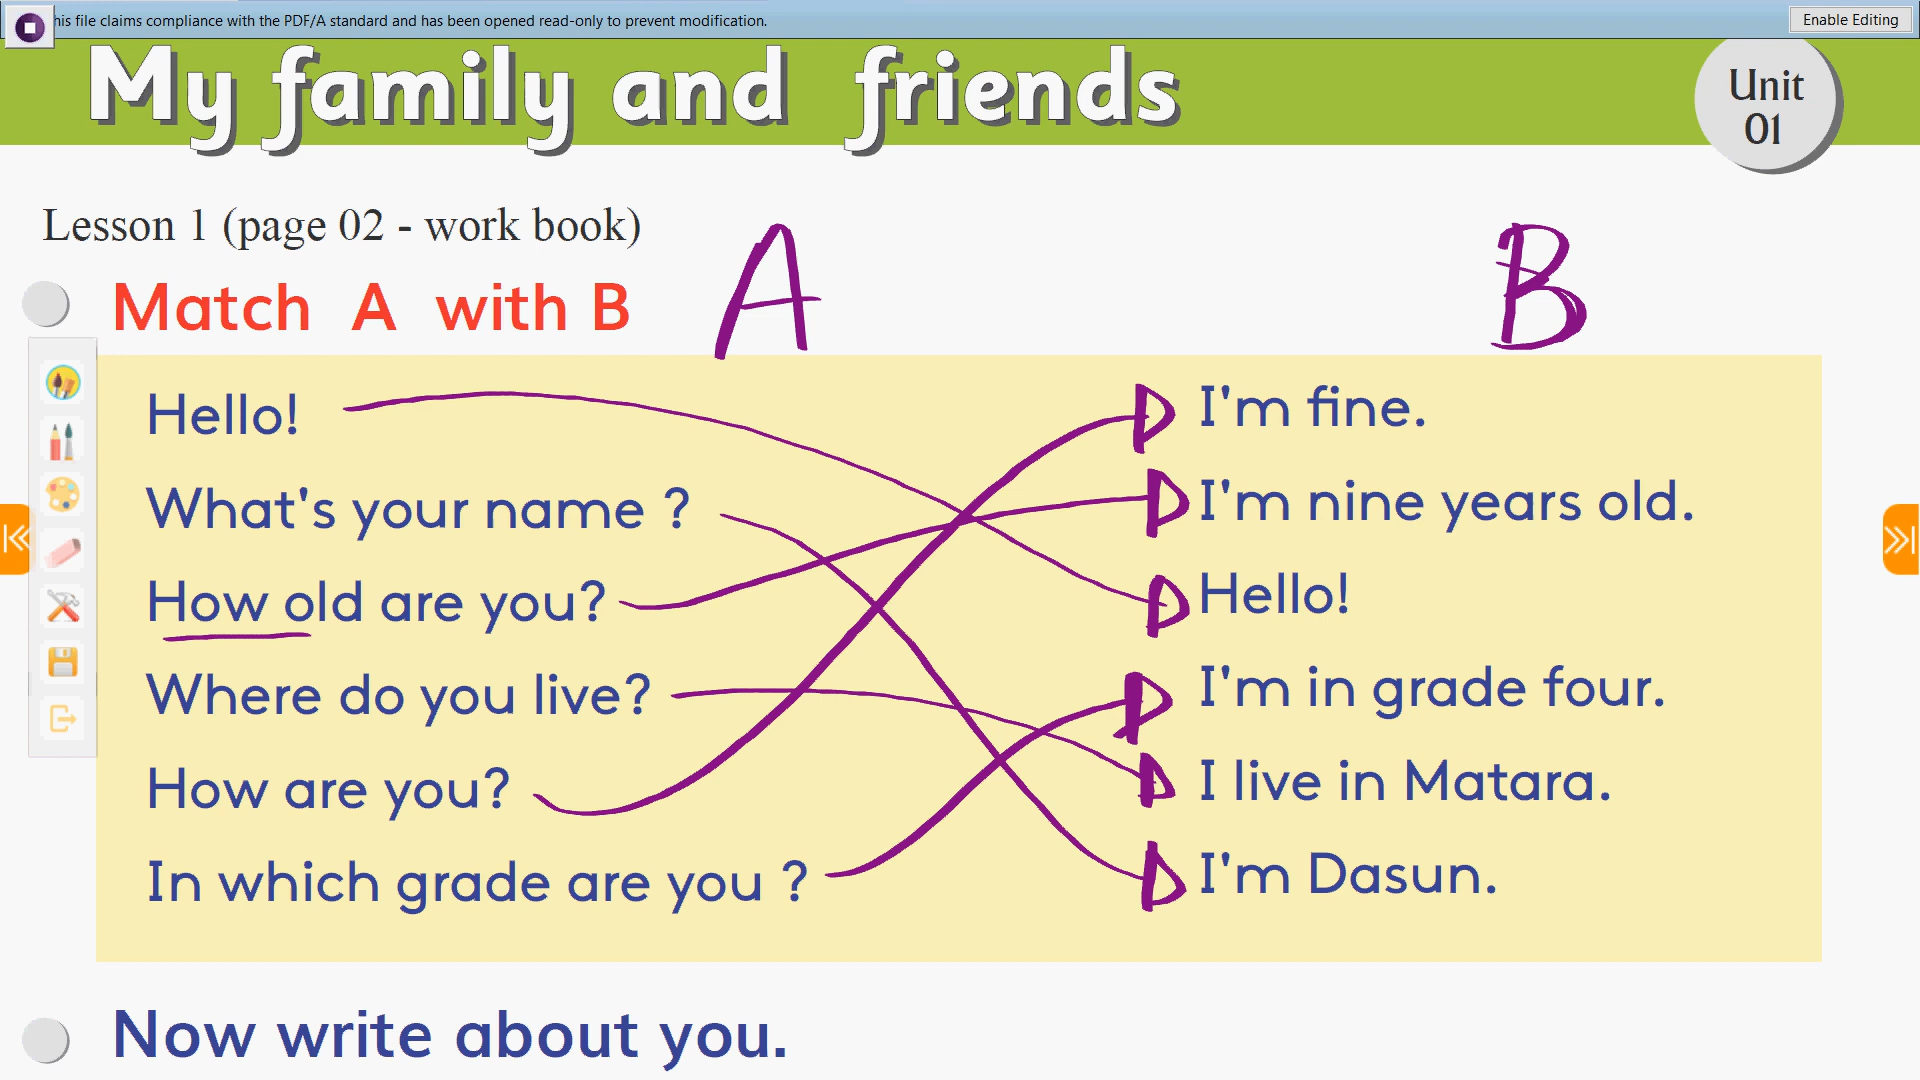 his file claims compliance with the PDF/A standard and has been opened read-only to prevent modification.
Enable Editing
My family and friends
Unit
01
Lesson 1 (page 02 - work book)
Match A with B
A
B
Hello!
I'm fine.
What's your name ?
I'm nine years old.
How old are you?
Hello!
Where do you live?
I'm in grade four.
How are you?
I live in Matara.
In which grade are you ?
I'm Dasun.
Now write about you.